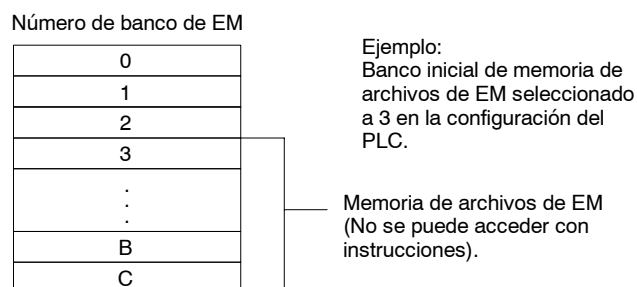 Número de banco de EM
0
1
2
3
.
.
.
B
C
Ejemplo:
Banco inicial de memoria de
archivos de EM seleccionado
a 3 en la configuración del
PLC.
Memoria de archivos de EM
(No se puede acceder con
instrucciones).